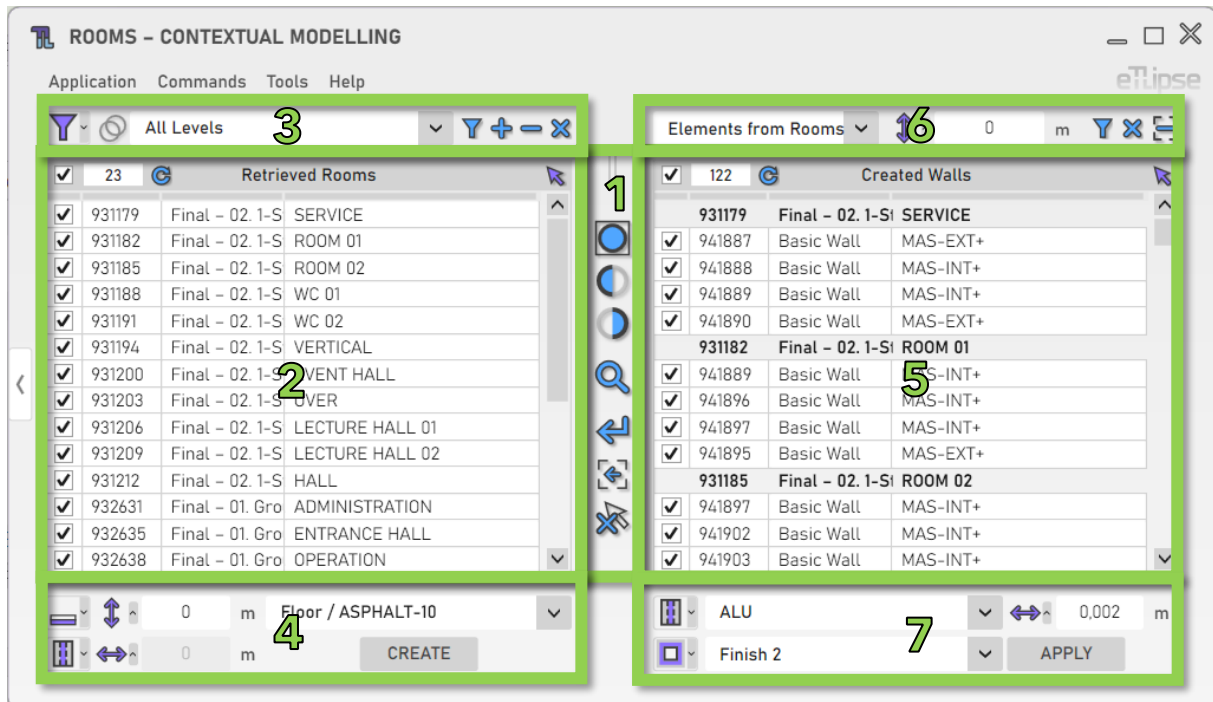 ROOMS – CONTEXTUAL MODELLING
Application Commands Tools Help
eTLipse
All Levels
3
Elements from Rooms
6
0 m
23 Retrieved Rooms
1
122 Created Walls
931179 Final – 02. 1-S SERVICE
931182 Final – 02. 1-S ROOM 01
931185 Final – 02. 1-S ROOM 02
931188 Final – 02. 1-S WC 01
931191 Final – 02. 1-S WC 02
931194 Final – 02. 1-S VERTICAL
931200 Final – 02. 1-S VENT HALL
2
931203 Final – 02. 1-S OVER
931206 Final – 02. 1-S LECTURE HALL 01
931209 Final – 02. 1-S LECTURE HALL 02
931212 Final – 02. 1-S HALL
932631 Final – 01. Gro ADMINISTRATION
932635 Final – 01. Gro ENTRANCE HALL
932638 Final – 01. Gro OPERATION
931179 Final – 02. 1-St SERVICE
941887 Basic Wall MAS-EXT+
941888 Basic Wall MAS-INT+
941889 Basic Wall MAS-INT+
941890 Basic Wall MAS-EXT+
931182 Final – 02. 1-St ROOM 01
941889 Basic Wall MAS-INT+
5
941896 Basic Wall MAS-INT+
941897 Basic Wall MAS-INT+
941895 Basic Wall MAS-EXT+
931185 Final – 02. 1-St ROOM 02
941897 Basic Wall MAS-INT+
941902 Basic Wall MAS-INT+
941903 Basic Wall MAS-INT+
0 m Floor / ASPHALT-10
4
0 m CREATE
ALU 0,002 m
7
Finish 2 APPLY